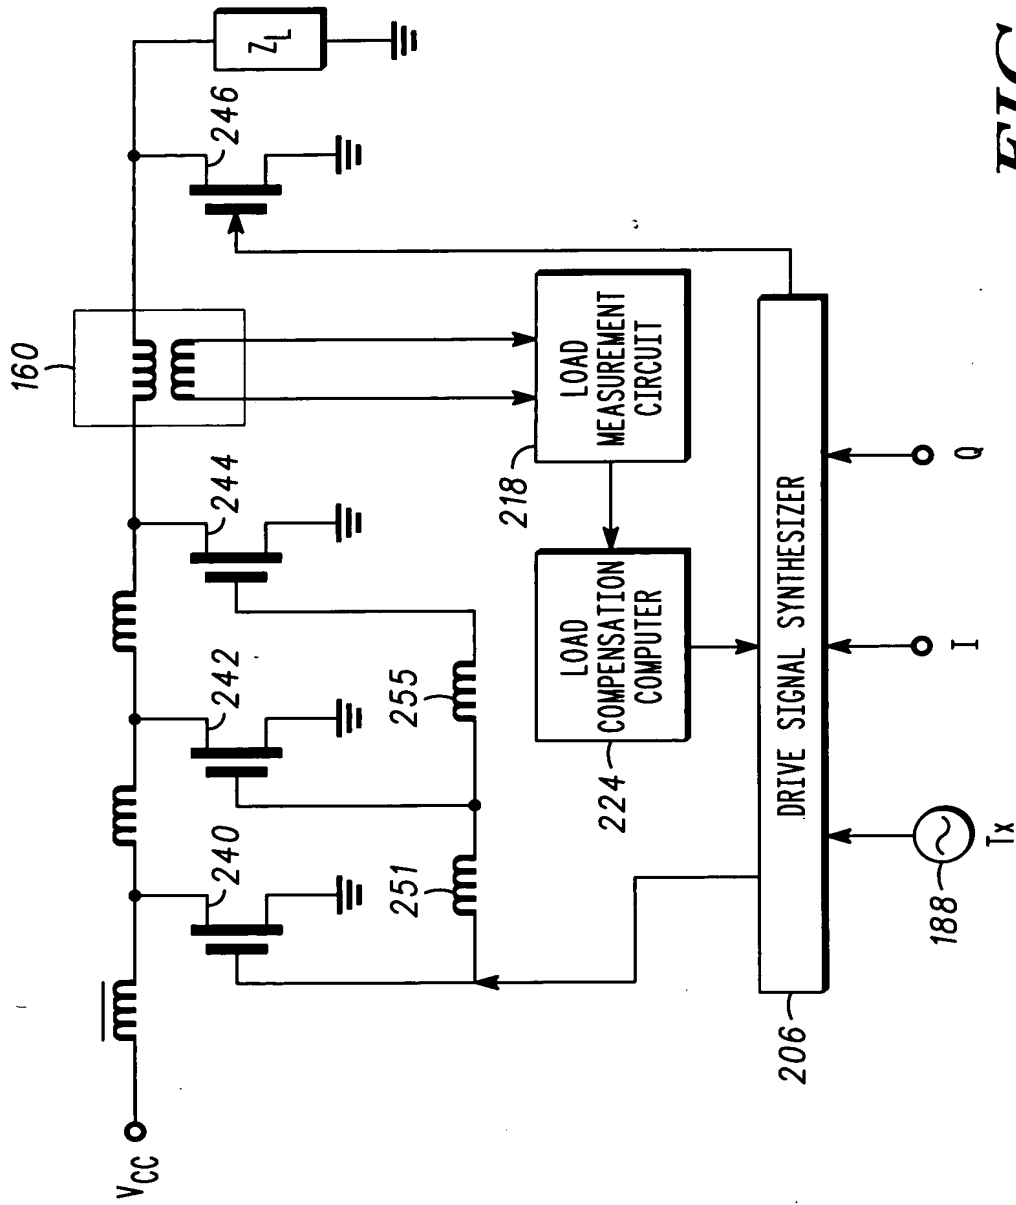 160
V_CC
240
242
244
246
Z_L
251
255
218
LOAD
MEASUREMENT
CIRCUIT
224
LOAD
COMPENSATION
COMPUTER
206
DRIVE SIGNAL SYNTHESIZER
188
Tx
I
Q
FIG